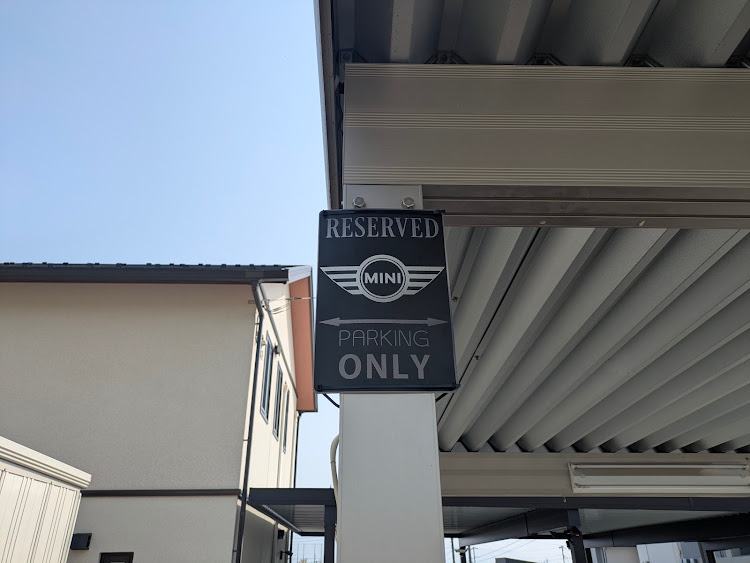 RESERVED
MINI
PARKING
ONLY